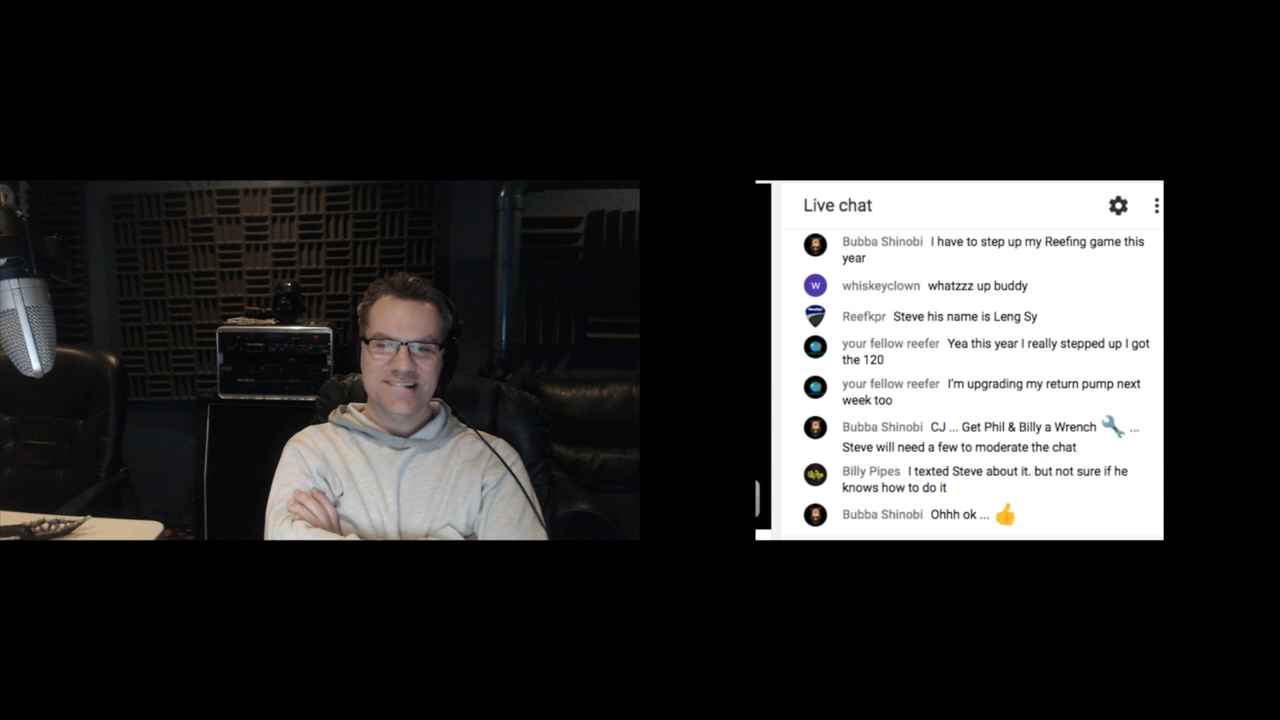 Live chat
Bubba Shinobi I have to step up my Reefing game this
year
W
whiskeyclown whatzzz up buddy
Reefkpr Steve his name is Leng Sy
your fellow reefer Yea this year I really stepped up I got
the 120
your fellow reefer I'm upgrading my return pump next
week too
Bubba Shinobi CJ ... Get Phil & Billy a Wrench 🔧 ...
Steve will need a few to moderate the chat
Billy Pipes I texted Steve about it. but not sure if he
knows how to do it
Bubba Shinobi Ohhh ok ... 👍